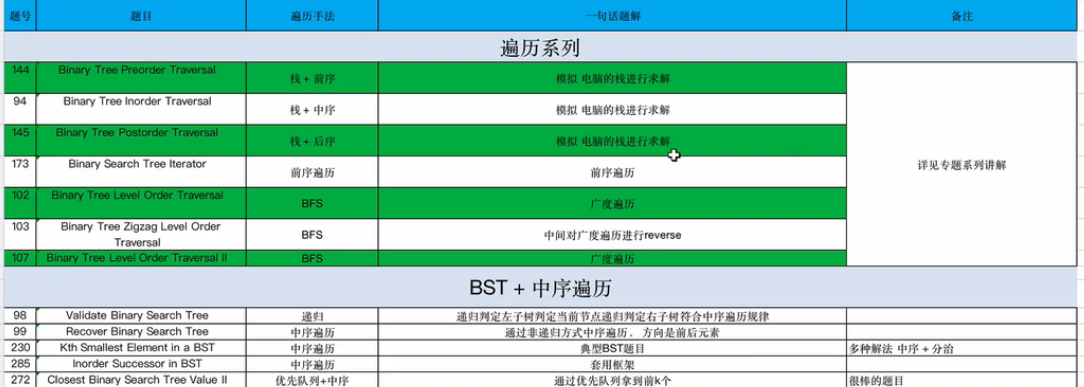 题号 题目 遍历手法 一句话题解 备注
遍历系列
144 Binary Tree Preorder Traversal 栈 + 前序 模拟 电脑的栈进行求解
94 Binary Tree Inorder Traversal 栈 + 中序 模拟 电脑的栈进行求解
145 Binary Tree Postorder Traversal 栈 + 后序 模拟 电脑的栈进行求解
173 Binary Search Tree Iterator 前序遍历 前序遍历 详见专题系列讲解
102 Binary Tree Level Order Traversal BFS 广度遍历
103 Binary Tree Zigzag Level Order
Traversal BFS 中间对广度遍历进行reverse
107 Binary Tree Level Order Traversal II BFS 广度遍历
BST + 中序遍历
98 Validate Binary Search Tree 递归 递归判定左子树判定当前节点递归判定右子树符合中序遍历规律
99 Recover Binary Search Tree 中序遍历 通过非递归方式中序遍历, 方向是前后元素
230 Kth Smallest Element in a BST 中序遍历 典型BST题目 多种解法 中序 + 分治
285 Inorder Successor in BST 中序遍历 套用框架
272 Closest Binary Search Tree Value II 优先队列+中序 通过优先队列拿到前k个 很棒的题目